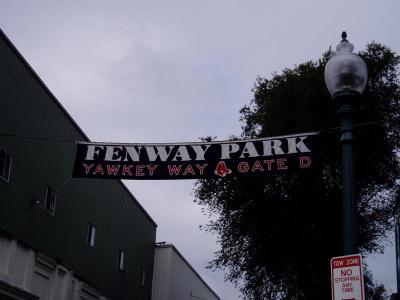 FENWAY PARK
YAWKEY WAY GATE D
TOW ZONE
NO
STOPPING
ANY
TIME